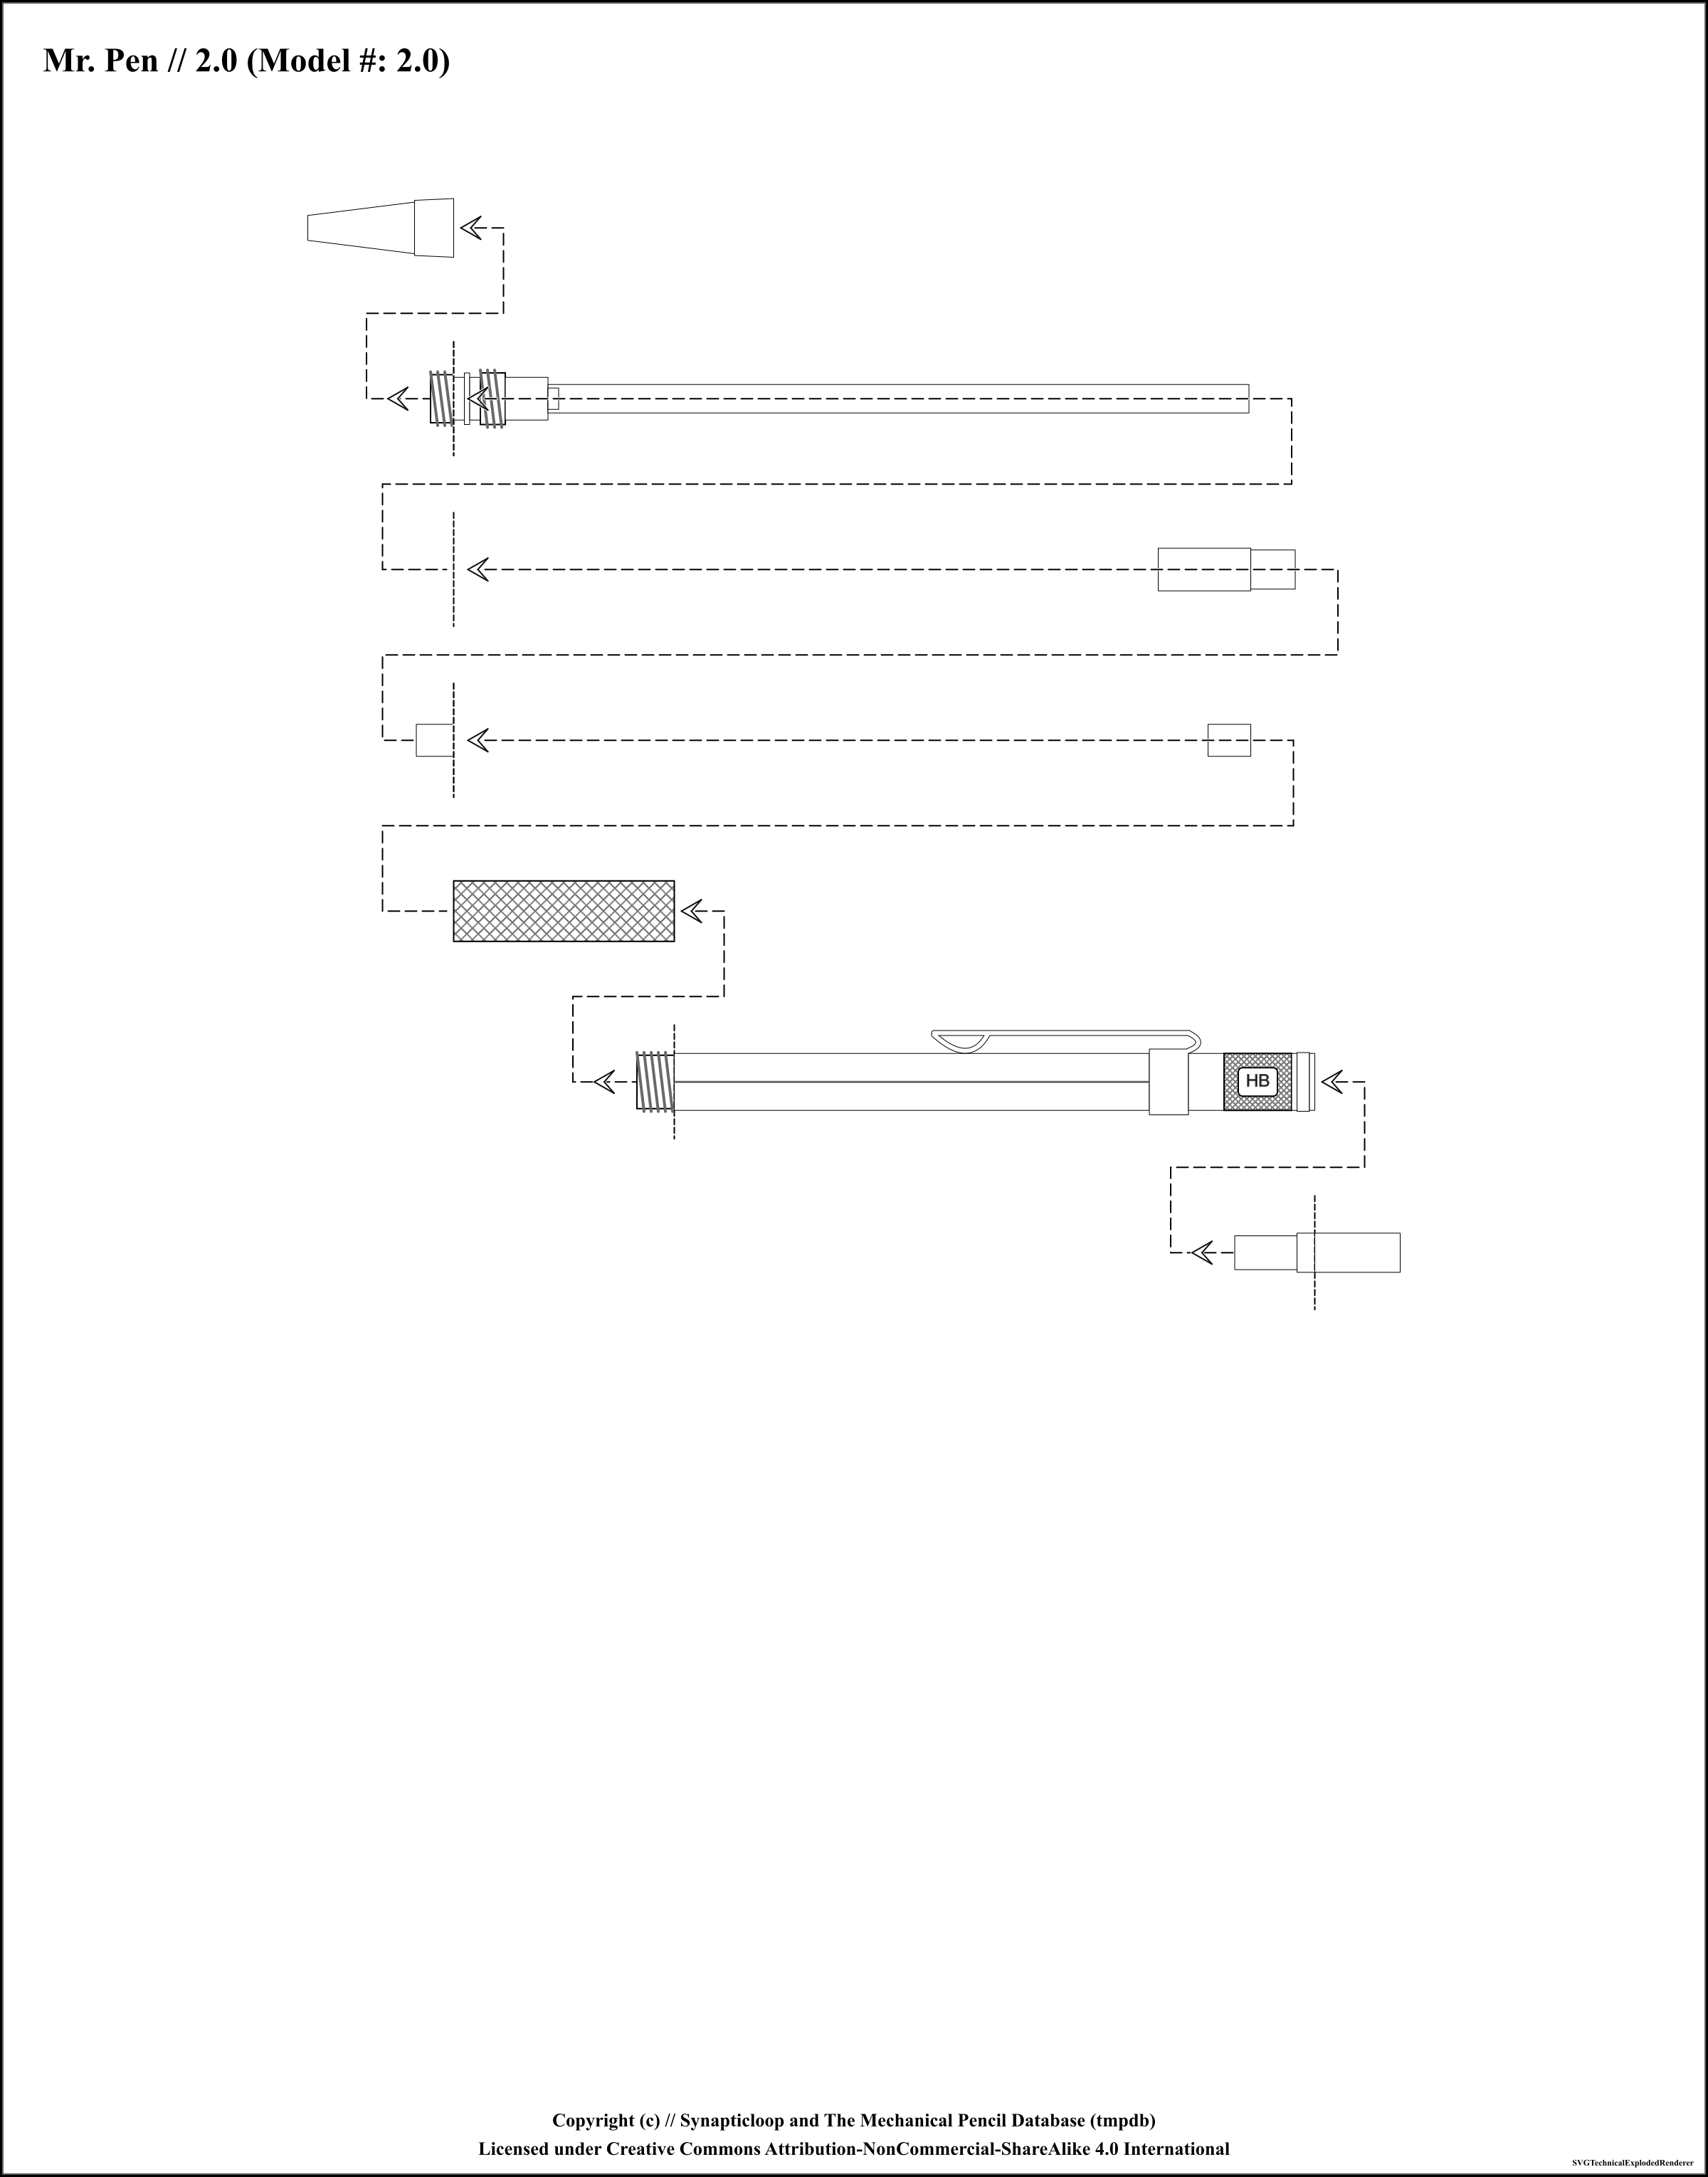 Mr. Pen // 2.0 (Model #: 2.0)
HB
Copyright (c) // Synapticloop and The Mechanical Pencil Database (tmpdb)
Licensed under Creative Commons Attribution-NonCommercial-ShareAlike 4.0 International
SVGTechnicalExplodedRenderer